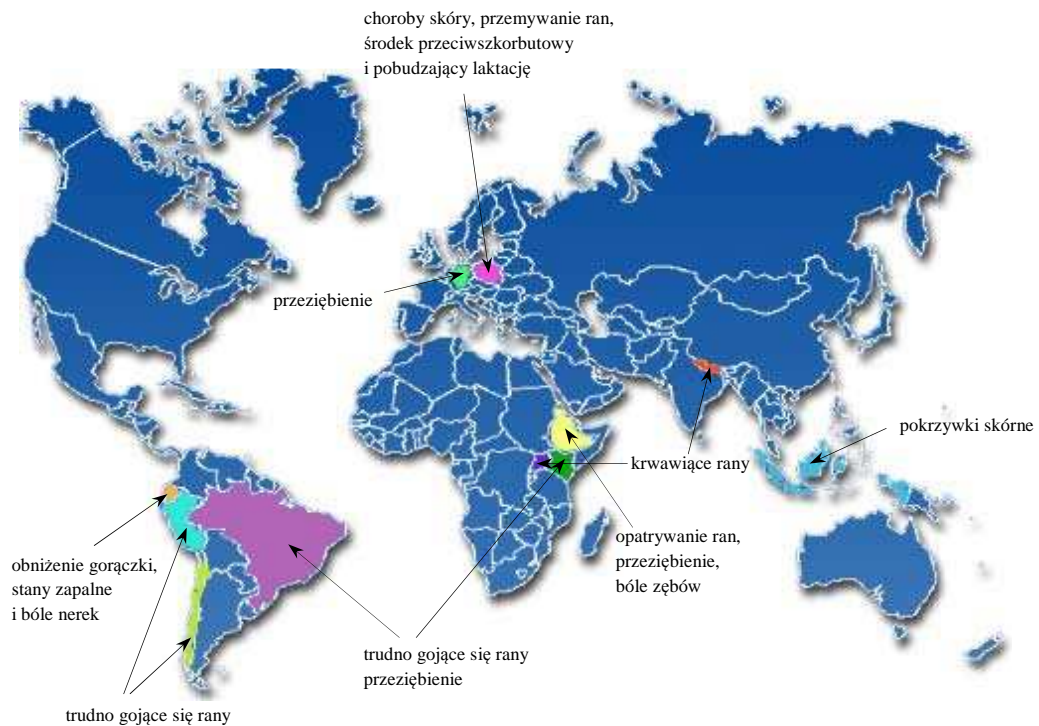 choroby skóry, przemywanie ran,
środek przeciwszkorbutowy
i pobudzający laktację
przeziębienie
pokrzywki skórne
krwawiące rany
opatrywanie ran,
przeziębienie,
bóle zębów
obniżenie gorączki,
stany zapalne
i bóle nerek
trudno gojące się rany
przeziębienie
trudno gojące się rany